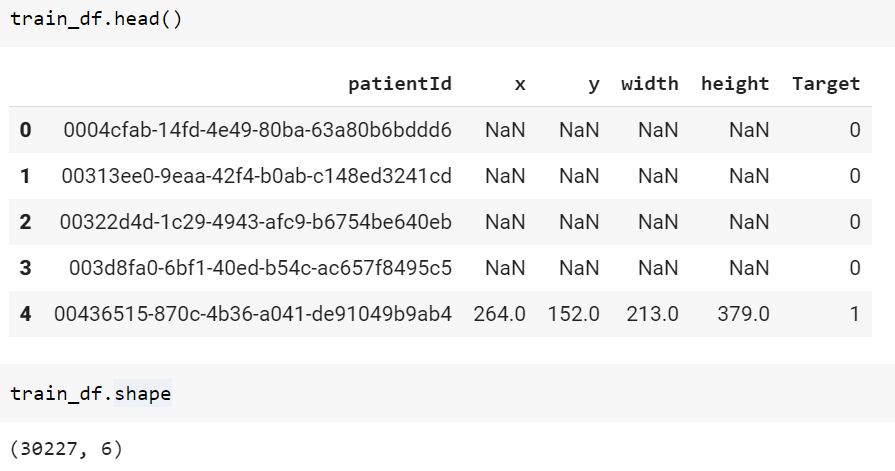 train_df.head()
patientId x y width height Target
0 0004cfab-14fd-4e49-80ba-63a80b6bddd6 NaN NaN NaN NaN 0
1 00313ee0-9eaa-42f4-b0ab-c148ed3241cd NaN NaN NaN NaN 0
2 00322d4d-1c29-4943-afc9-b6754be640eb NaN NaN NaN NaN 0
3 003d8fa0-6bf1-40ed-b54c-ac657f8495c5 NaN NaN NaN NaN 0
4 00436515-870c-4b36-a041-de91049b9ab4 264.0 152.0 213.0 379.0 1
train_df.shape
(30227, 6)